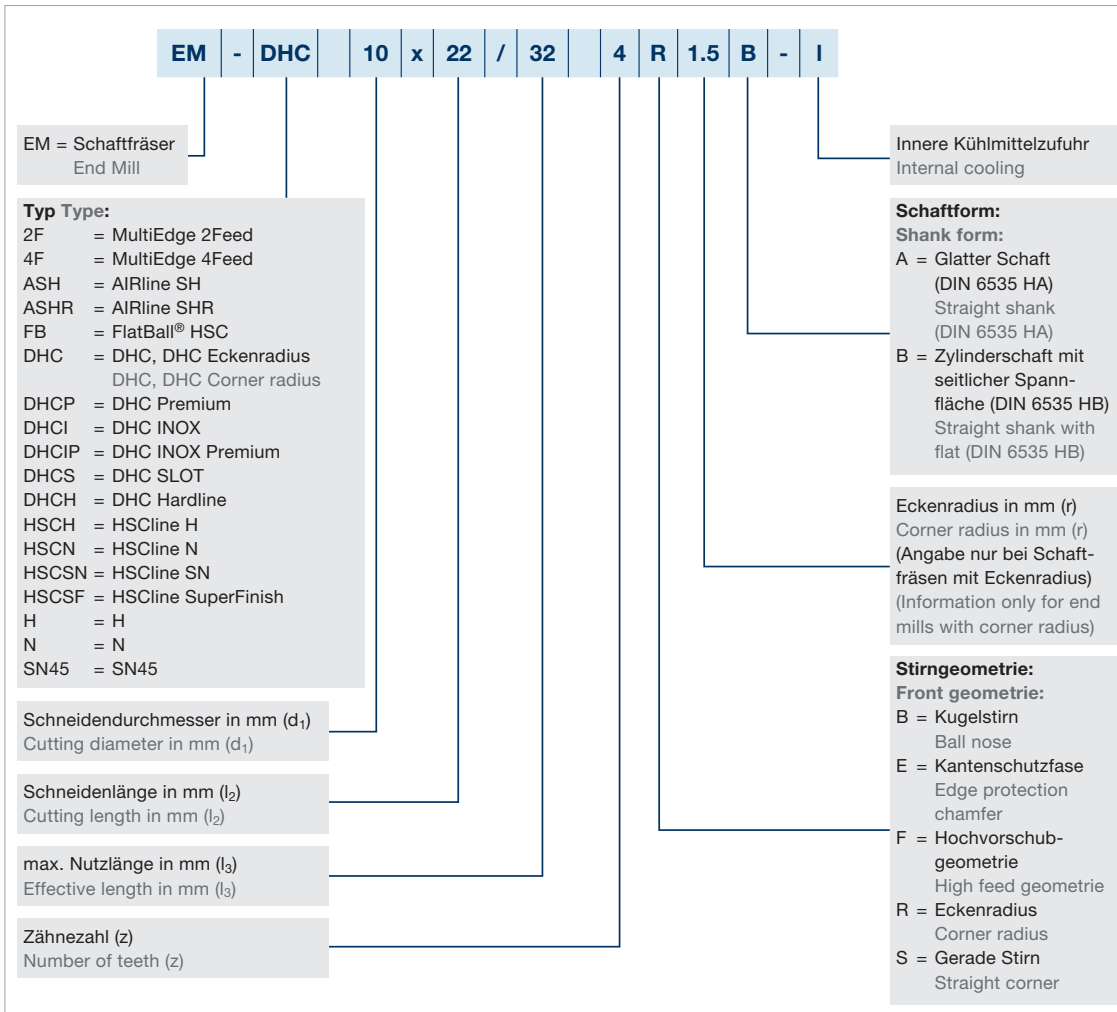 EM - DHC 10 x 22 / 32 4 R 1.5 B - I
EM = Schaftfräser
End Mill
Typ Type:
2F = MultiEdge 2Feed
4F = MultiEdge 4Feed
ASH = AIRline SH
ASHR = AIRline SHR
FB = FlatBall® HSC
DHC = DHC, DHC Eckenradius
DHC, DHC Corner radius
DHCP = DHC Premium
DHCI = DHC INOX
DHCIP = DHC INOX Premium
DHCS = DHC SLOT
DHCH = DHC Hardline
HSCH = HSCline H
HSCN = HSCline N
HSCSN = HSCline SN
HSCSF = HSCline SuperFinish
H = H
N = N
SN45 = SN45
Schneidendurchmesser in mm (d₁)
Cutting diameter in mm (d₁)
Schneidenlänge in mm (l₂)
Cutting length in mm (l₂)
max. Nutzlänge in mm (l₃)
Effective length in mm (l₃)
Zähnezahl (z)
Number of teeth (z)
Innere Kühlmittelzufuhr
Internal cooling
Schaftform:
Shank form:
A = Glatter Schaft
(DIN 6535 HA)
Straight shank
(DIN 6535 HA)
B = Zylinderschaft mit
seitlicher Spann-
fläche (DIN 6535 HB)
Straight shank with
flat (DIN 6535 HB)
Eckenradius in mm (r)
Corner radius in mm (r)
(Angabe nur bei Schaft-
fräsen mit Eckenradius)
(Information only for end
mills with corner radius)
Stirngeometrie:
Front geometrie:
B = Kugelstirn
Ball nose
E = Kantenschutzfase
Edge protection
chamfer
F = Hochvorschub-
geometrie
High feed geometrie
R = Eckenradius
Corner radius
S = Gerade Stirn
Straight corner